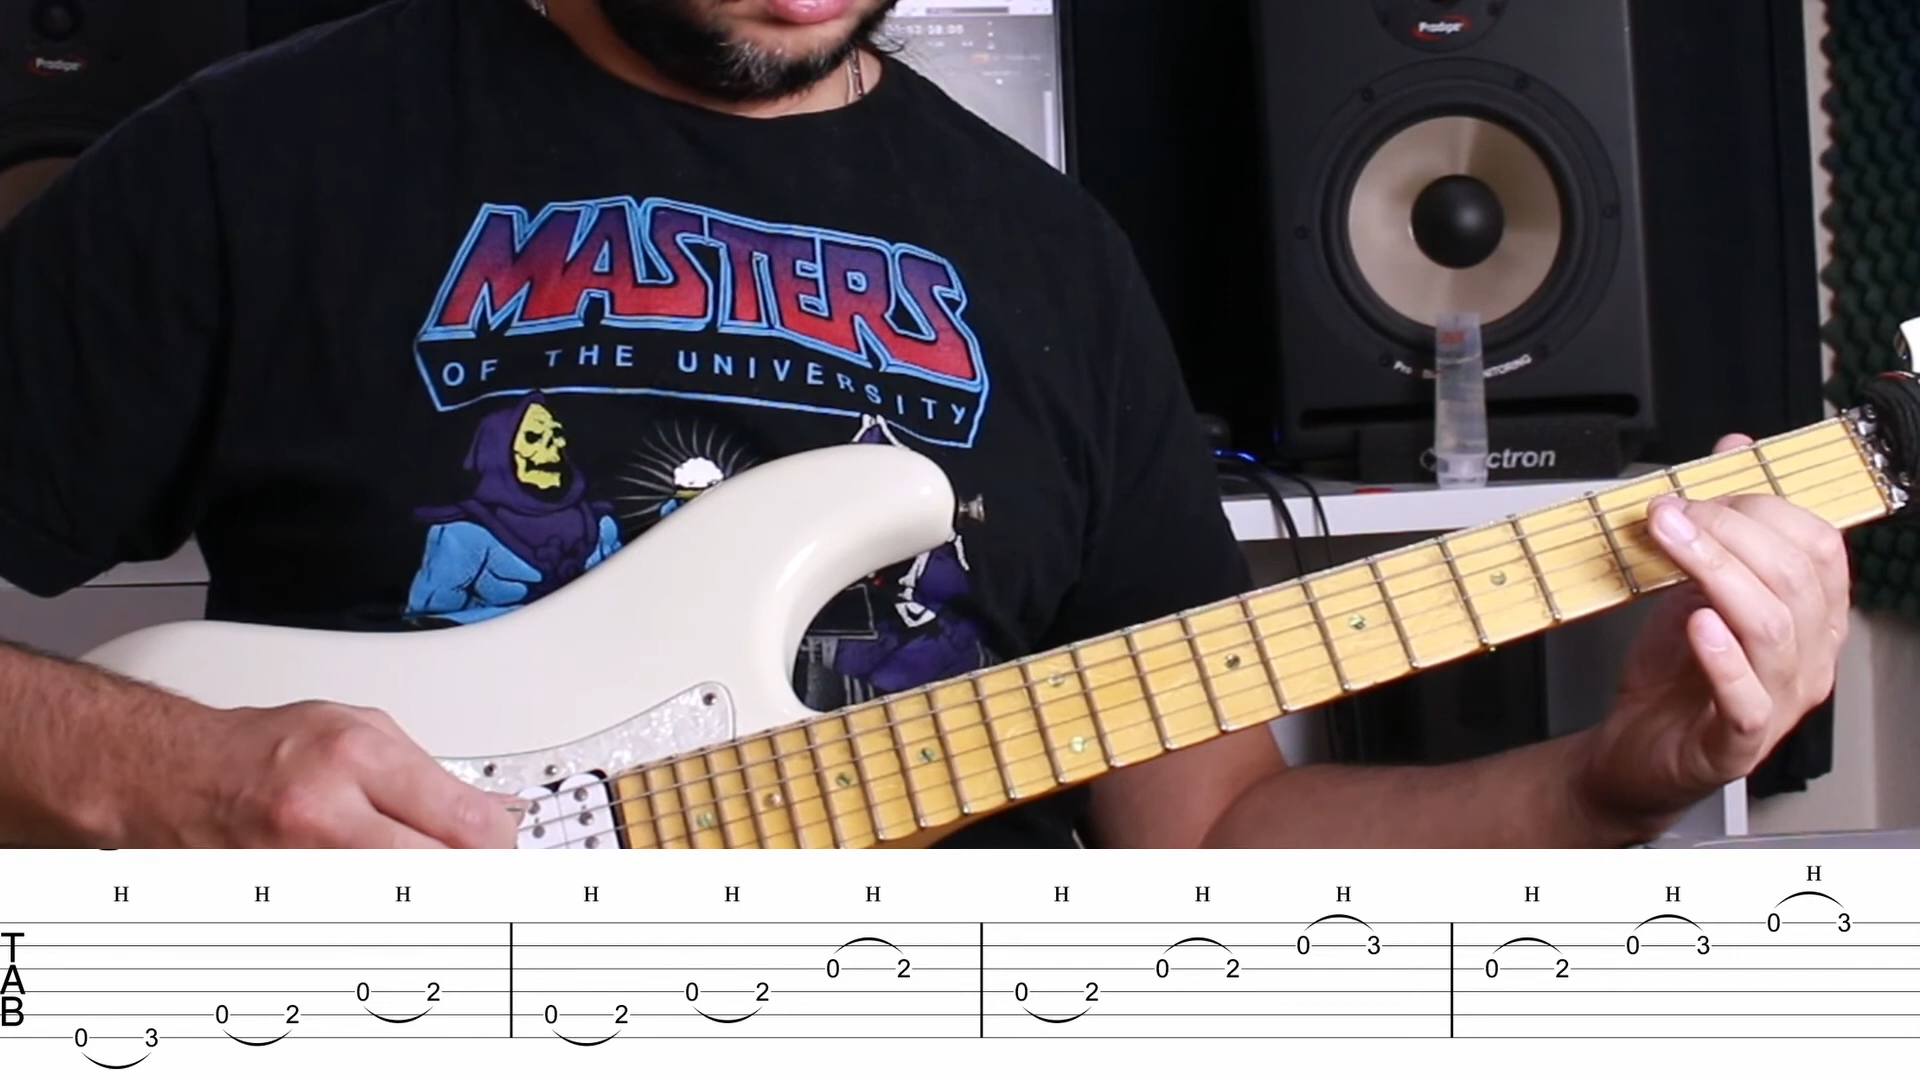 Prodipe
Prodipe
MASTERS
OF THE UNIVERSITY
ctron
H H H H H H H H H H H H
T
A
B
0 3
0 3 0 3
0 2 0 2 0 2
0 2 0 2 0 2
0 2 0 2
0 3